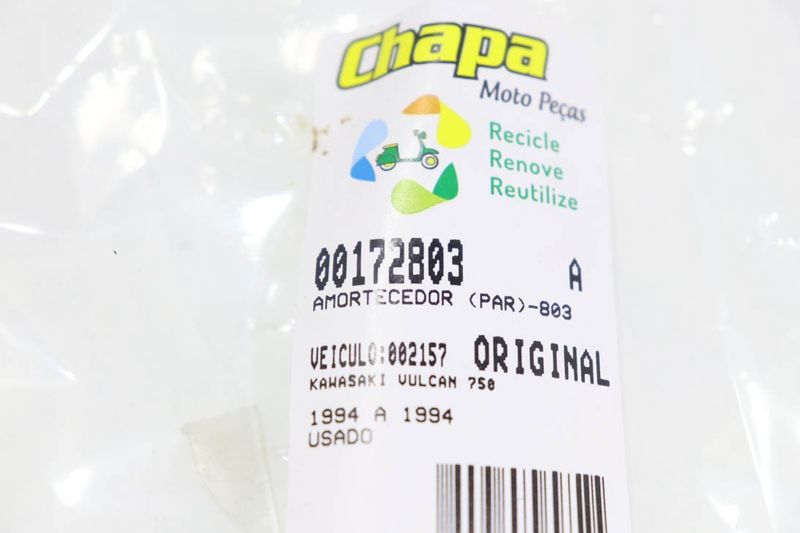 Chapa
Moto Peças
Recicle
Renove
Reutilize
00172803 A
AMORTECEDOR (PAR)-803
VEICULO:002157 ORIGINAL
KAWASAKI VULCAN 750
1994 A 1994
USADO